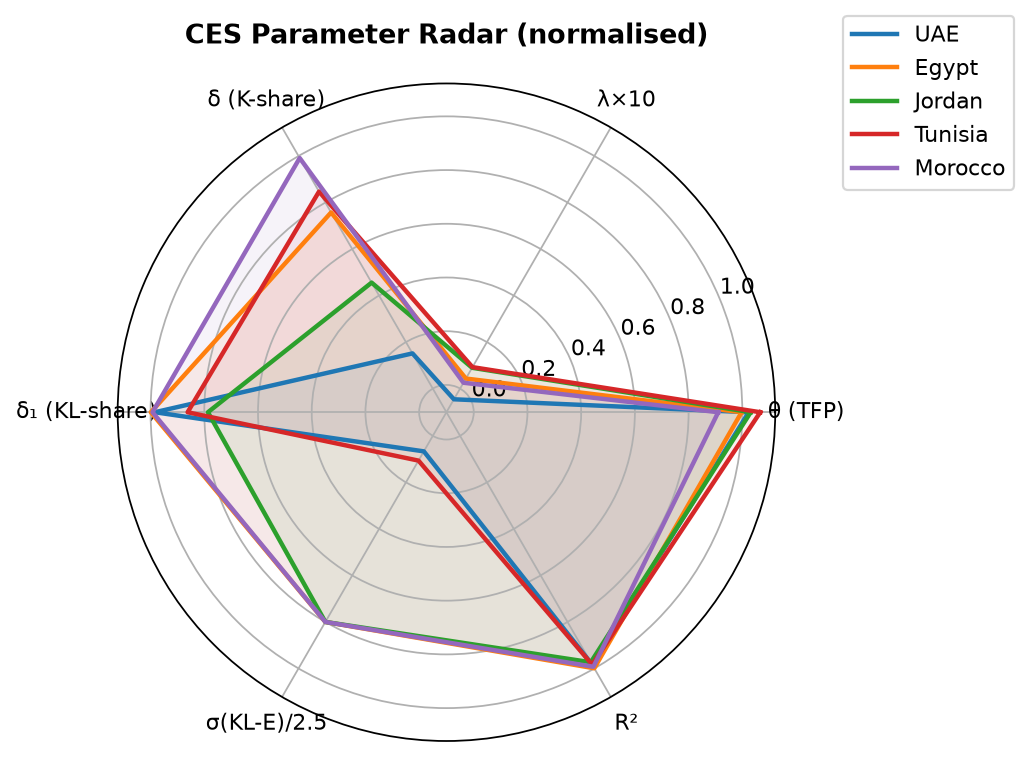 CES Parameter Radar (normalised)
UAE
Egypt
Jordan
Tunisia
Morocco
δ (K-share)
λ×10
1.0
0.8
0.6
0.4
0.2
0.0
δ₁ (KL-share)
θ (TFP)
σ(KL-E)/2.5
R²